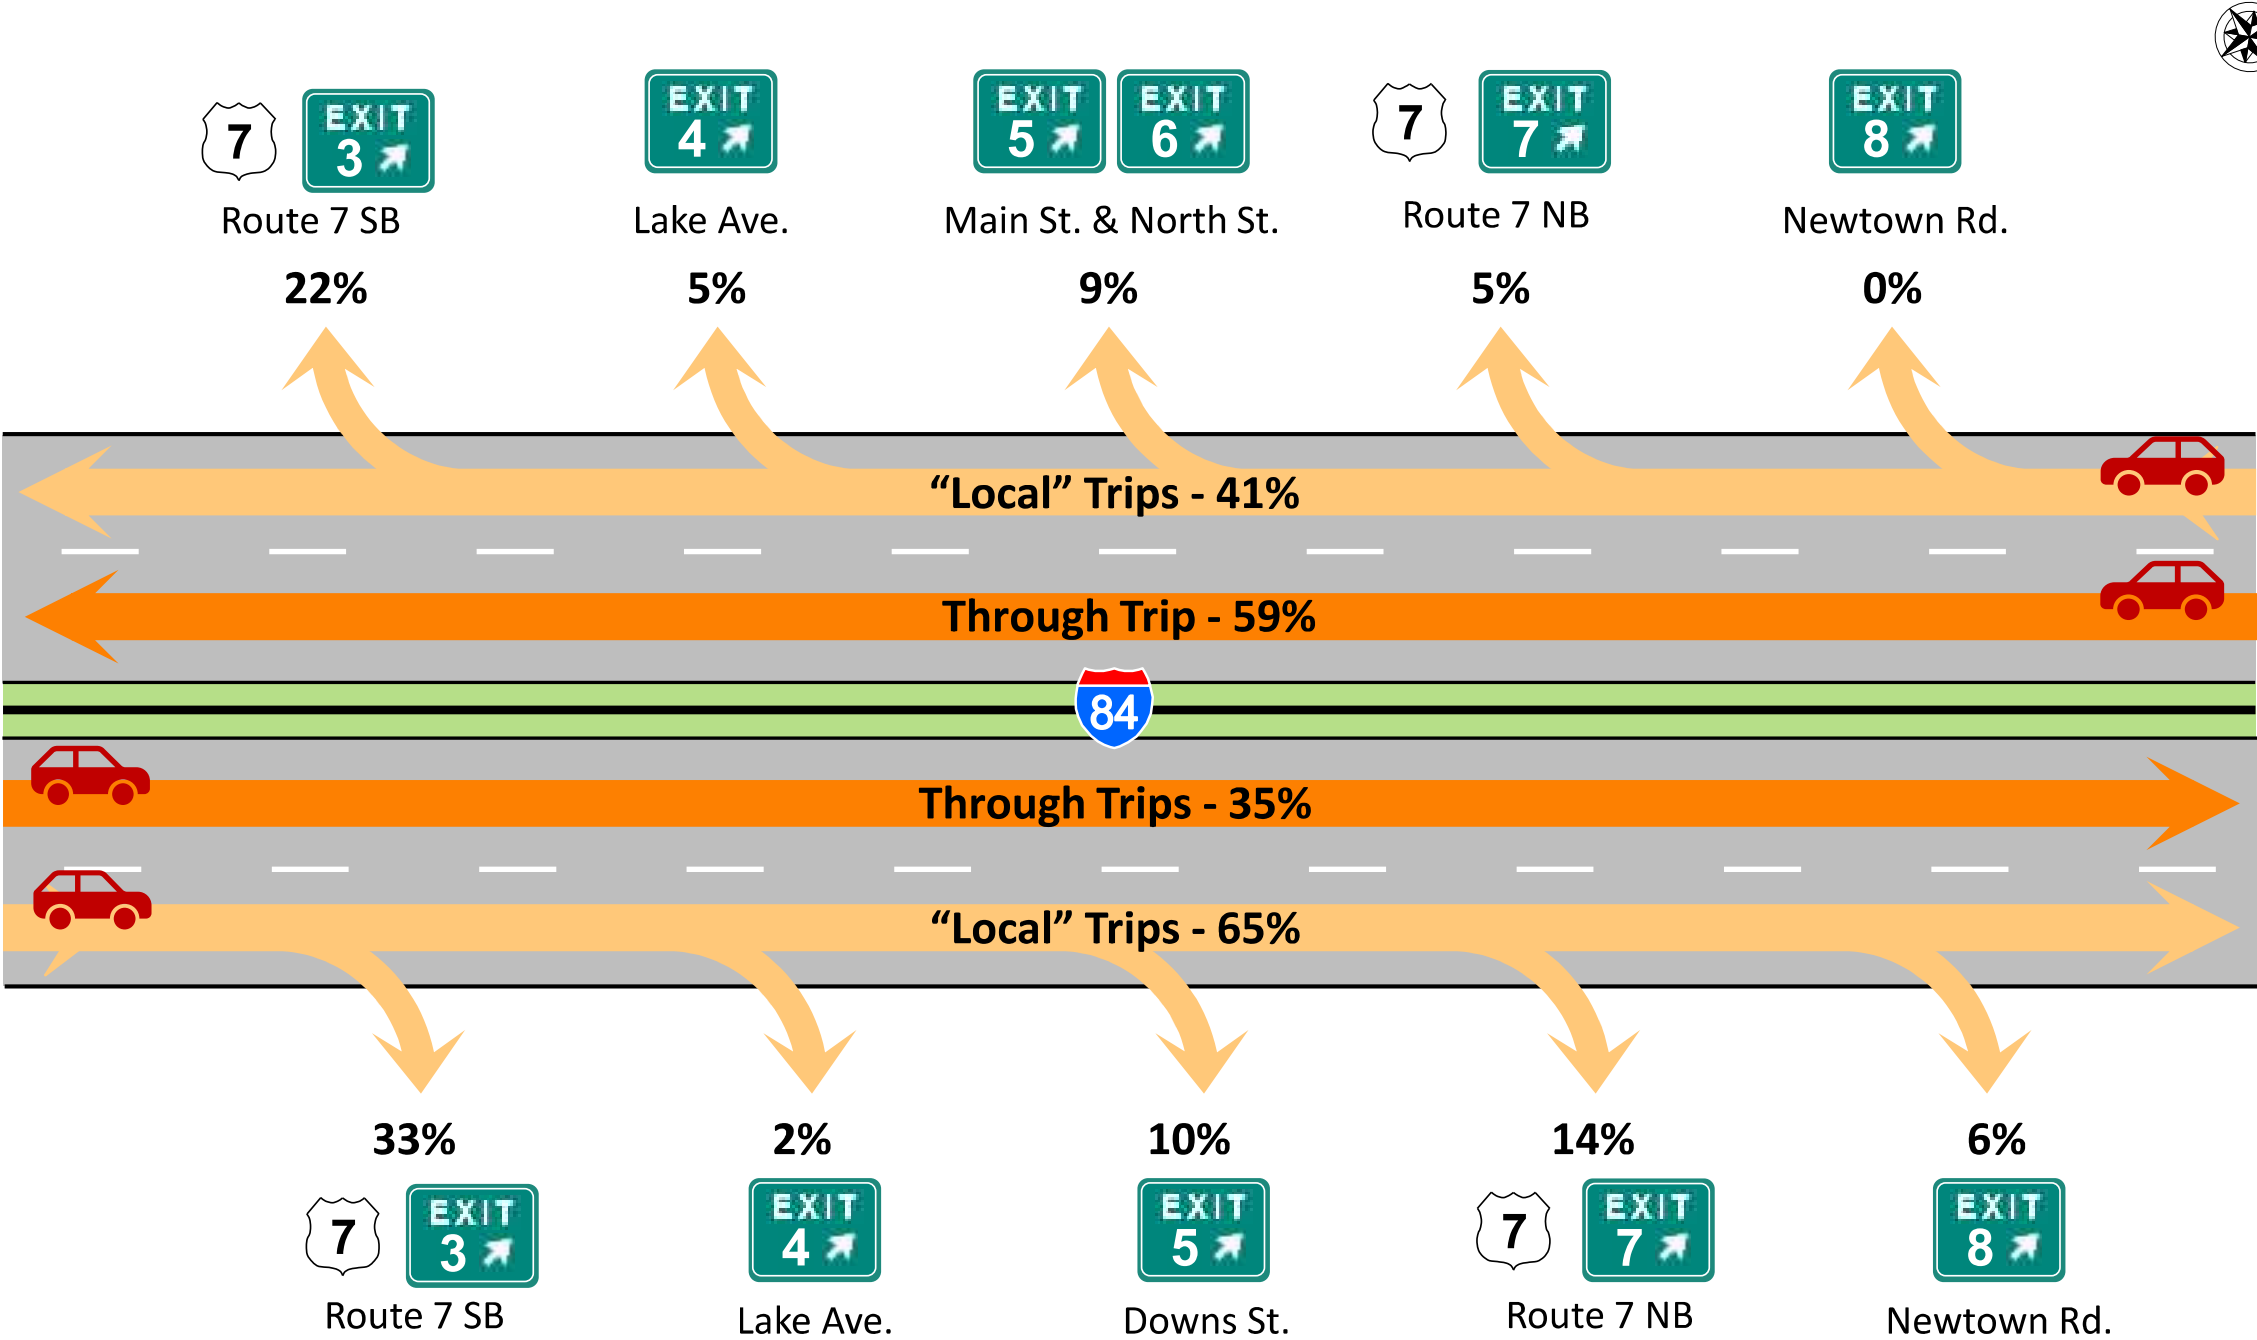 7
EXIT
3
Route 7 SB
22%
EXIT
4
Lake Ave.
5%
EXIT
5
EXIT
6
Main St. & North St.
9%
7
EXIT
7
Route 7 NB
5%
EXIT
8
Newtown Rd.
0%
“Local” Trips - 41%
Through Trip - 59%
84
Through Trips - 35%
“Local” Trips - 65%
33%
7
EXIT
3
Route 7 SB
2%
EXIT
4
Lake Ave.
10%
EXIT
5
Downs St.
14%
7
EXIT
7
Route 7 NB
6%
EXIT
8
Newtown Rd.